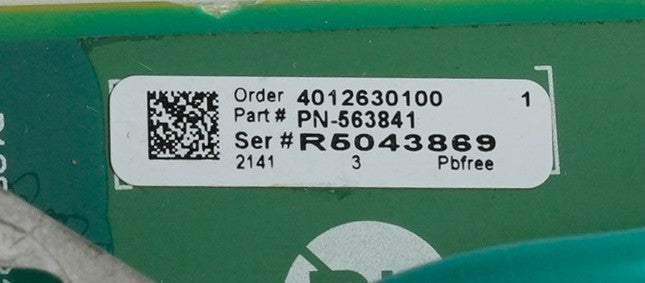 Order 4012630100 1
Part # PN-563841
Ser # R5043869
2141 3 Pbfree